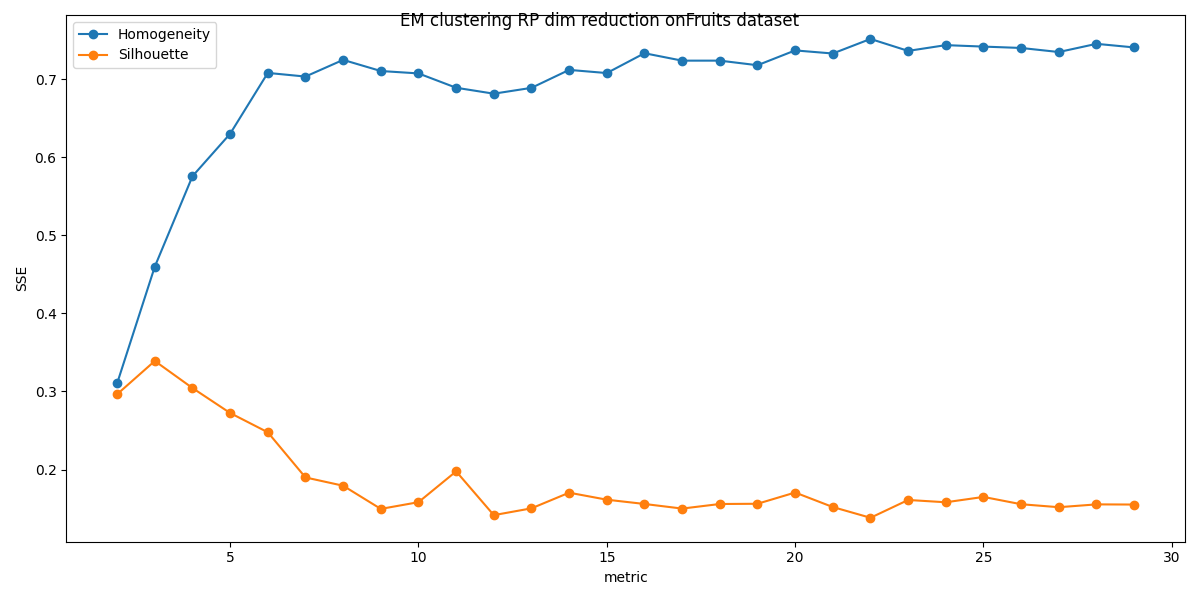 EM clustering RP dim reduction onFruits dataset
Homogeneity
Silhouette
SSE
0.7
0.6
0.5
0.4
0.3
0.2
5
10
15
20
25
30
metric